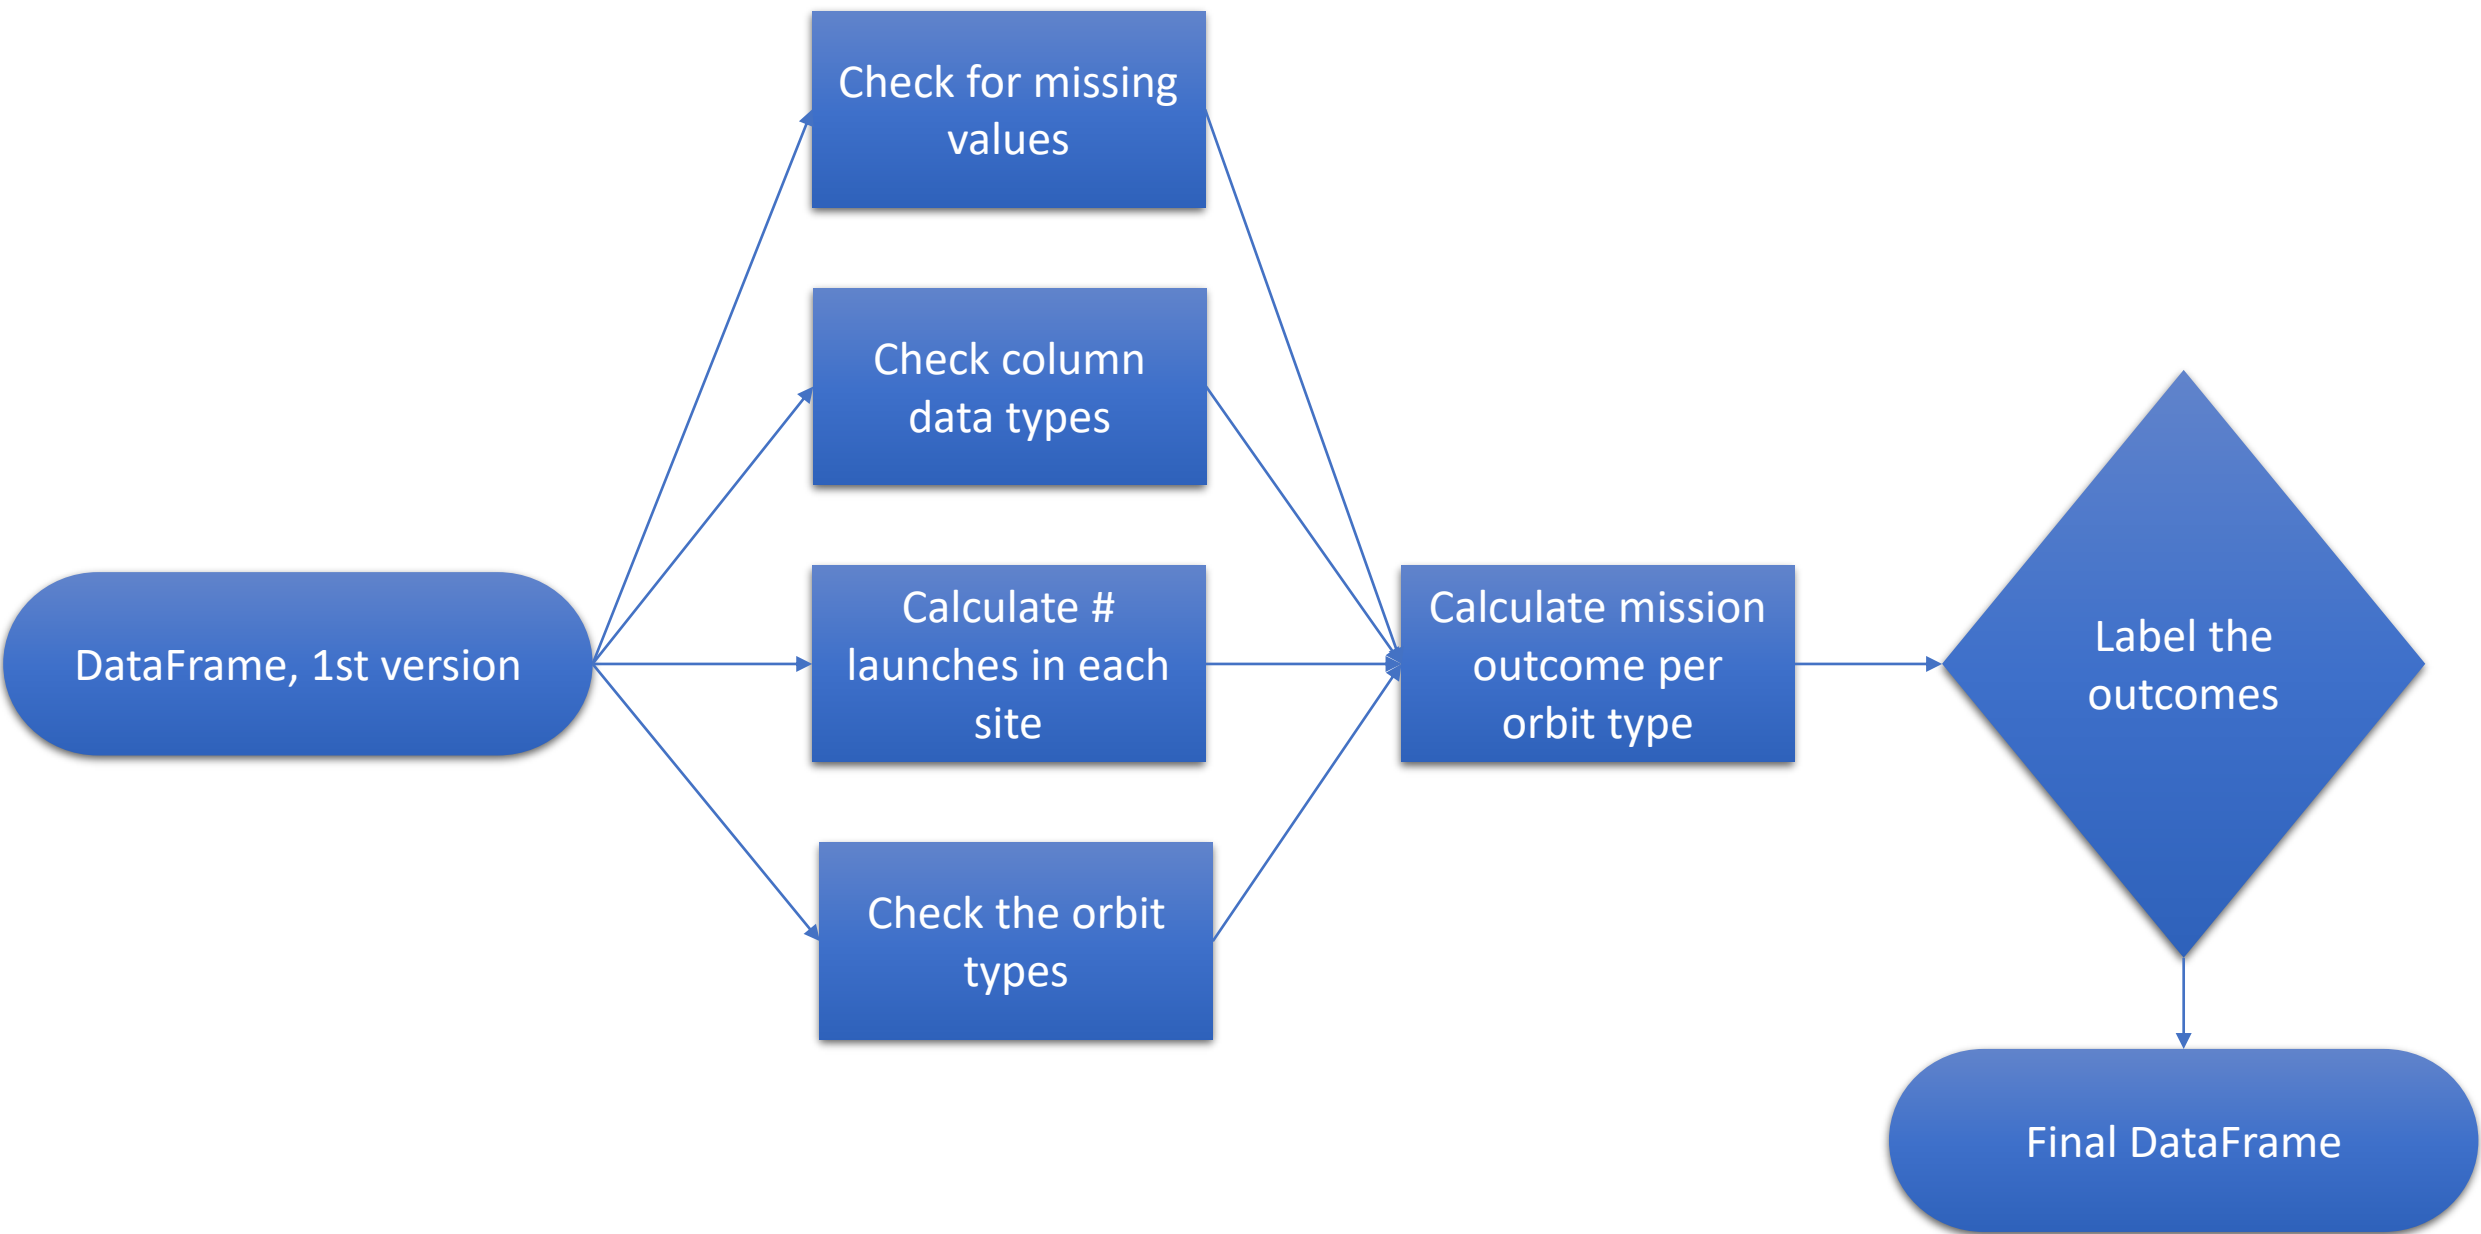 Check for missing
values
Check column
data types
DataFrame, 1st version
Calculate #
launches in each
site
Check the orbit
types
Calculate mission
outcome per
orbit type
Label the
outcomes
Final DataFrame